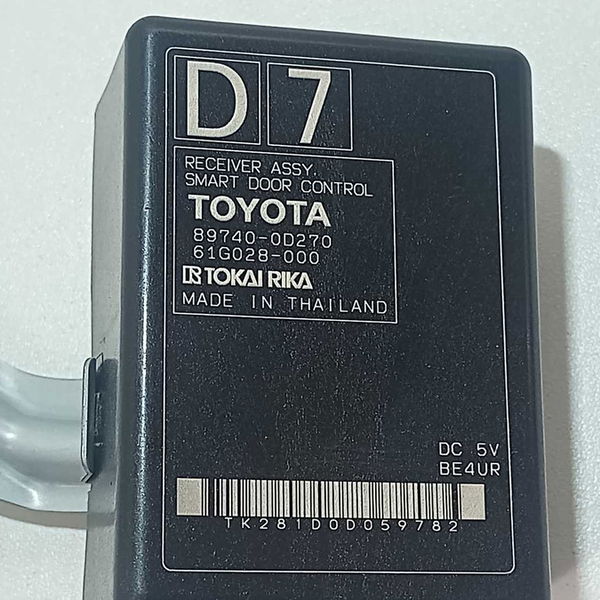 D 7
RECEIVER ASSY.
SMART DOOR CONTROL
TOYOTA
89740-0D270
61G028-000
TOKAI RIKA
MADE IN THAILAND
DC 5V
BE4UR
TK281D0D059782